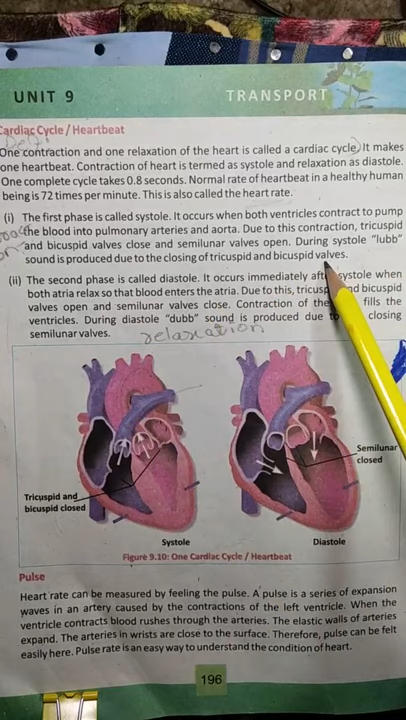 UNIT 9
TRANSPORT
Cardiac Cycle / Heartbeat
One contraction and one relaxation of the heart is called a cardiac cycle. It makes
one heartbeat. Contraction of heart is termed as systole and relaxation as diastole.
One complete cycle takes 0.8 seconds. Normal rate of heartbeat in a healthy human
being is 72 times per minute. This is also called the heart rate.
(i) The first phase is called systole. It occurs when both ventricles contract to pump
the blood into pulmonary arteries and aorta. Due to this contraction, tricuspid
and bicuspid valves close and semilunar valves open. During systole "lubb"
sound is produced due to the closing of tricuspid and bicuspid valves.
(ii) The second phase is called diastole. It occurs immediately after systole when
both atria relax so that blood enters the atria. Due to this, and bicuspid
valves open and semilunar valves close. Contraction of the fills the
ventricles. During diastole "dubb" sound is produced due to closing
semilunar valves.
relaxation
Semilunar
closed
Tricuspid and
bicuspid closed
Systole
Diastole
Figure 9.10: One Cardiac Cycle / Heartbeat
Pulse
Heart rate can be measured by feeling the pulse. A pulse is a series of expansion
waves in an artery caused by the contractions of the left ventricle. When the
ventricle contracts blood rushes through the arteries. The elastic walls of arteries
expand. The arteries in wrists are close to the surface. Therefore, pulse can be felt
easily here. Pulse rate is an easy way to understand the condition of heart.
196